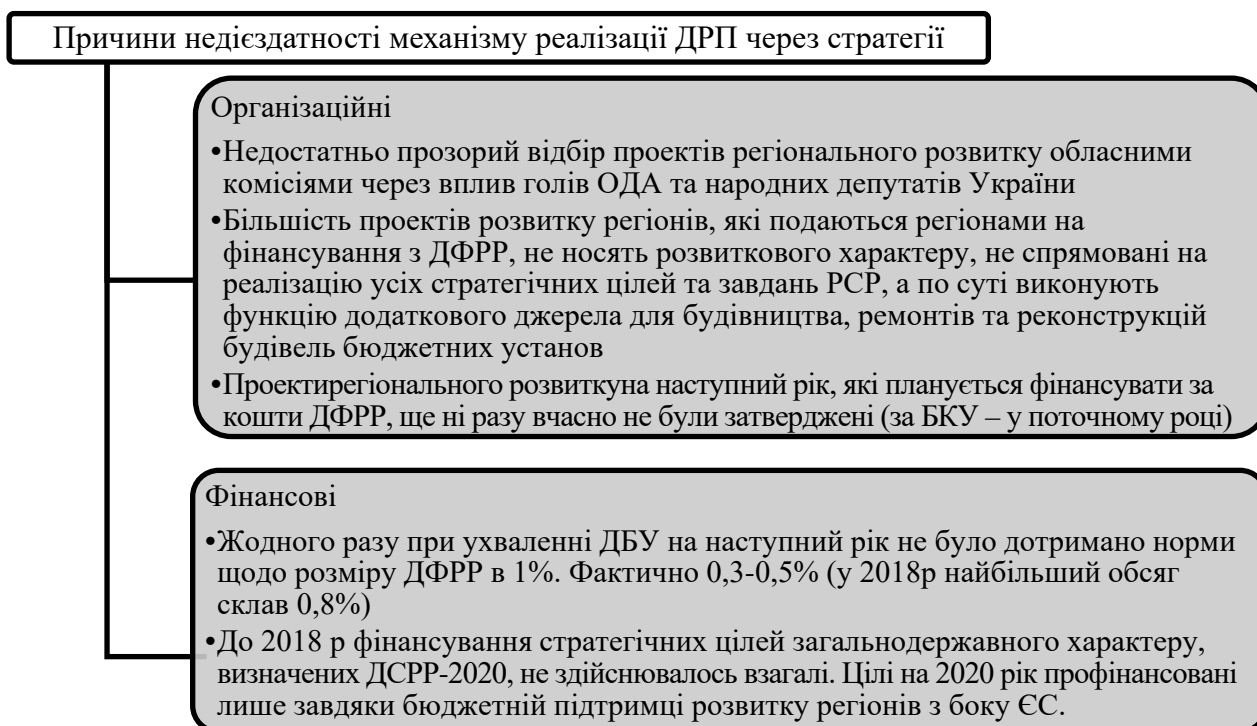 Причини недієздатності механізму реалізації ДРП через стратегії
Організаційні
•Недостатньо прозорий відбір проектів регіонального розвитку обласними
комісіями через вплив голів ОДА та народних депутатів України
•Більшість проектів розвитку регіонів, які подаються регіонами на
фінансування з ДФРР, не носять розвиткового характеру, не спрямовані на
реалізацію усіх стратегічних цілей та завдань РСР, а по суті виконують
функцію додаткового джерела для будівництва, ремонтів та реконструкцій
будівель бюджетних установ
•Проектирегіонального розвиткуна наступний рік, які планується фінансувати за
кошти ДФРР, ще ні разу вчасно не були затверджені (за БКУ – у поточному році)
Фінансові
•Жодного разу при ухваленні ДБУ на наступний рік не було дотримано норми
щодо розміру ДФРР в 1%. Фактично 0,3-0,5% (у 2018р найбільший обсяг
склав 0,8%)
•До 2018 р фінансування стратегічних цілей загальнодержавного характеру,
визначених ДСРР-2020, не здійснювалось взагалі. Цілі на 2020 рік профінансовані
лише завдяки бюджетній підтримці розвитку регіонів з боку ЄС.